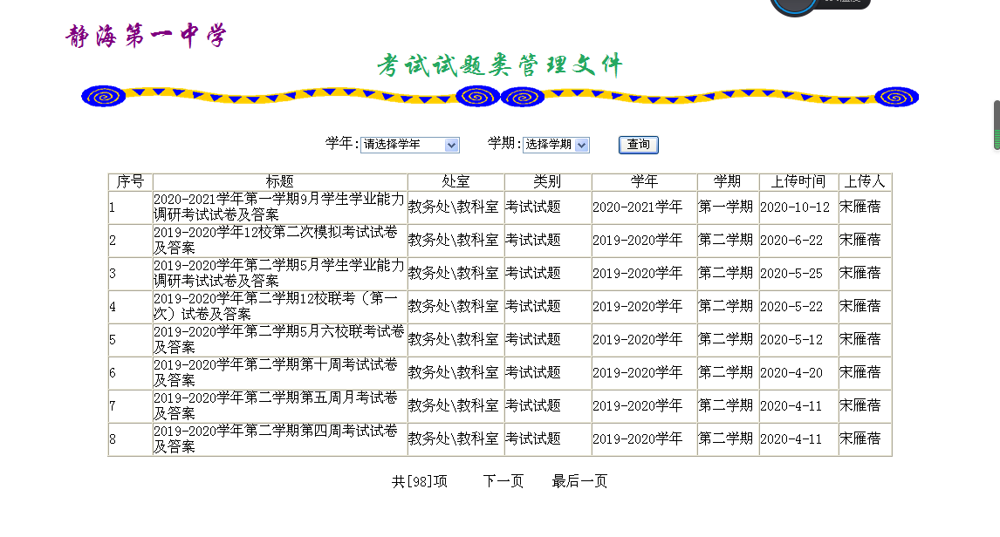 静海第一中学
考试试题类管理文件
学年: 请选择学年 学期: 选择学期 查询
序号 标题 处室 类别 学年 学期 上传时间 上传人
1 2020-2021学年第一学期9月学生学业能力 教务处\教科室 考试试题 2020-2021学年 第一学期 2020-10-12 宋雁蓓
调研考试试卷及答案
2 2019-2020学年12校第二次模拟考试试卷 教务处\教科室 考试试题 2019-2020学年 第二学期 2020-6-22 宋雁蓓
及答案
3 2019-2020学年第二学期5月学生学业能力 教务处\教科室 考试试题 2019-2020学年 第二学期 2020-5-25 宋雁蓓
调研考试试卷及答案
4 2019-2020学年第二学期12校联考（第一 教务处\教科室 考试试题 2019-2020学年 第二学期 2020-5-22 宋雁蓓
次）试卷及答案
5 2019-2020学年第二学期5月六校联考试卷 教务处\教科室 考试试题 2019-2020学年 第二学期 2020-5-12 宋雁蓓
及答案
6 2019-2020学年第二学期第十周考试试卷 教务处\教科室 考试试题 2019-2020学年 第二学期 2020-4-20 宋雁蓓
及答案
7 2019-2020学年第二学期第五周月考试卷 教务处\教科室 考试试题 2019-2020学年 第二学期 2020-4-11 宋雁蓓
及答案
8 2019-2020学年第二学期第四周考试试卷 教务处\教科室 考试试题 2019-2020学年 第二学期 2020-4-11 宋雁蓓
及答案
共[98]项 下一页 最后一页